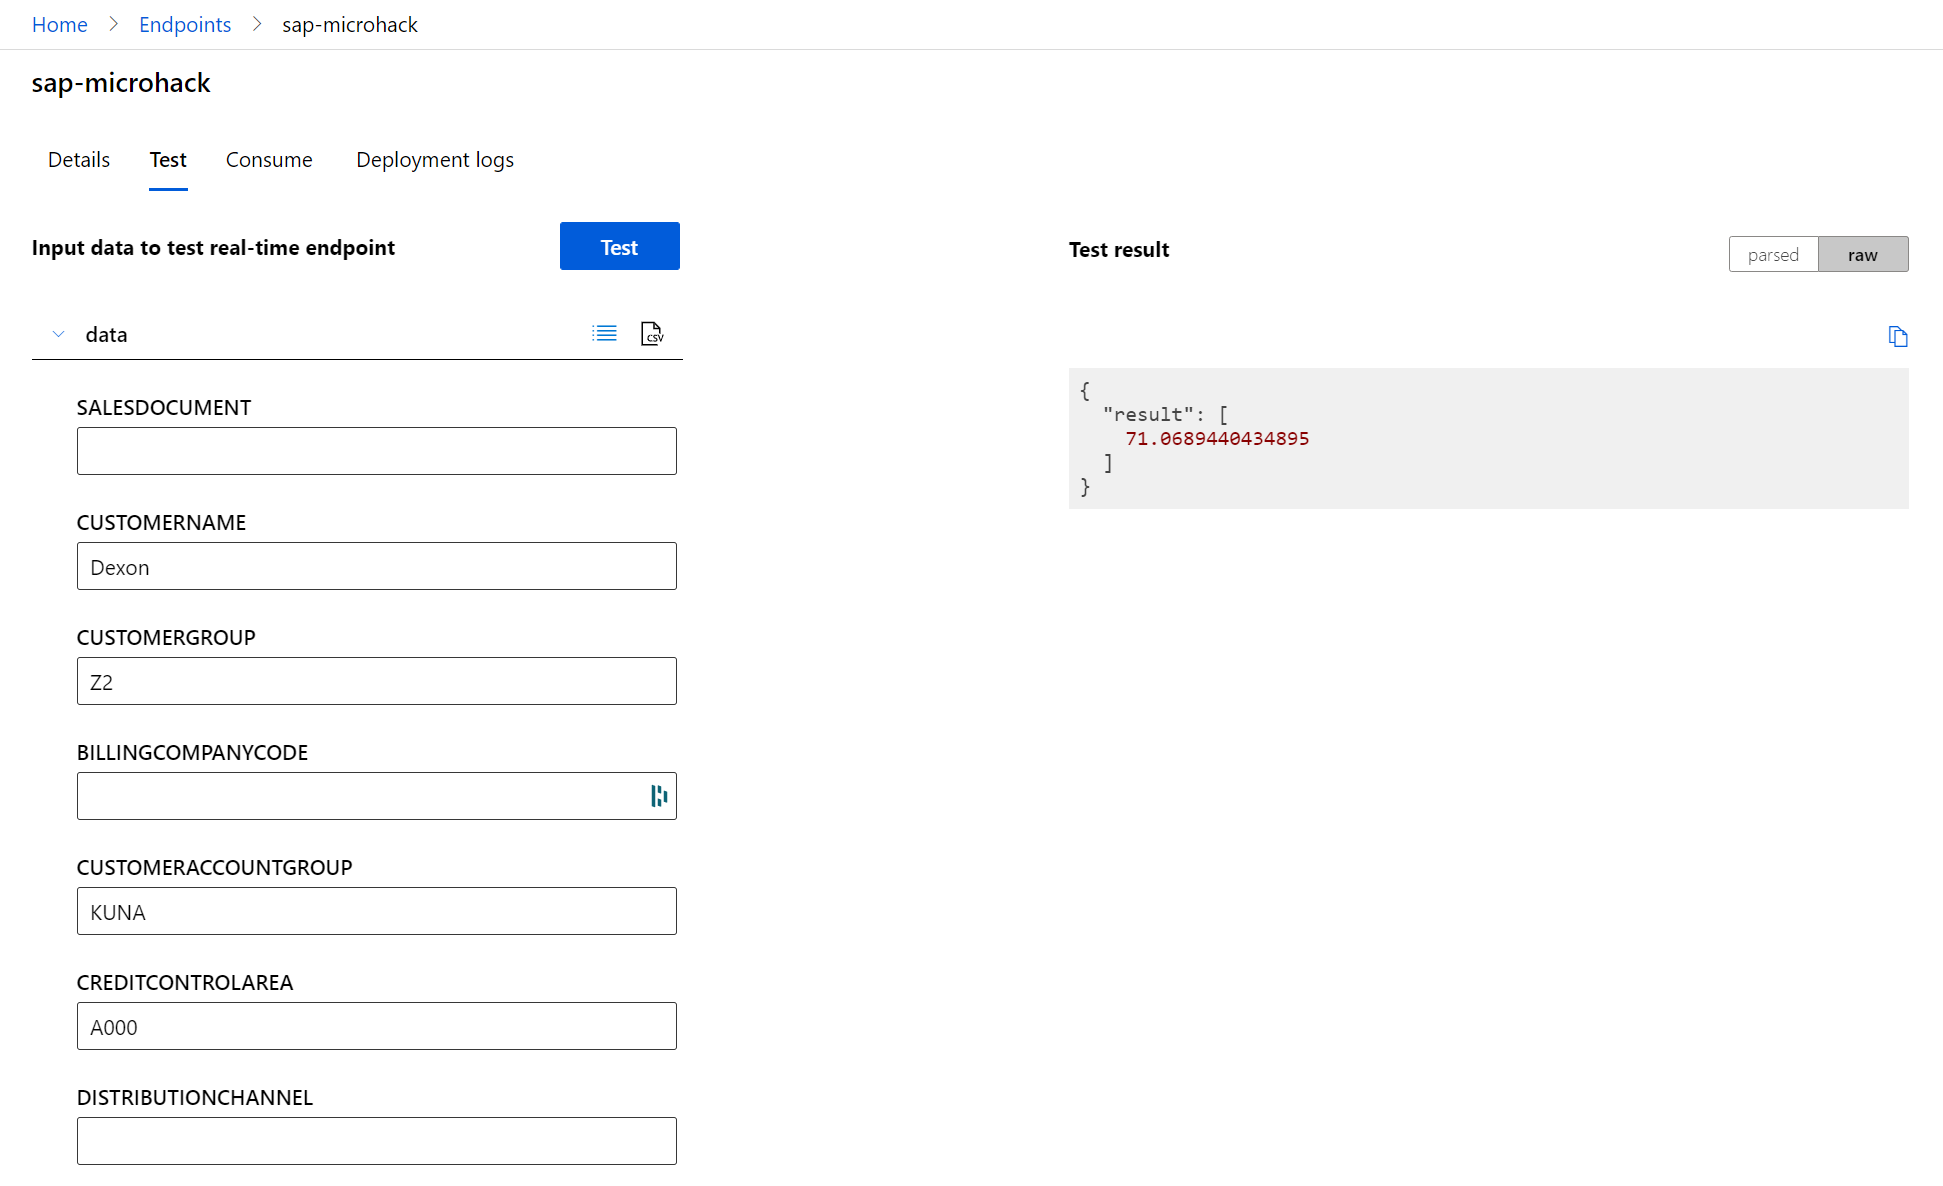 Home > Endpoints > sap-microhack
sap-microhack
Details Test Consume Deployment logs
Input data to test real-time endpoint
Test
data
CSV
SALESDOCUMENT
CUSTOMERNAME
Dexon
CUSTOMERGROUP
Z2
BILLINGCOMPANYCODE
CUSTOMERACCOUNTGROUP
KUNA
CREDITCONTROLAREA
A000
DISTRIBUTIONCHANNEL
Test result
parsed raw
{
"result": [
71.0689440434895
]
}